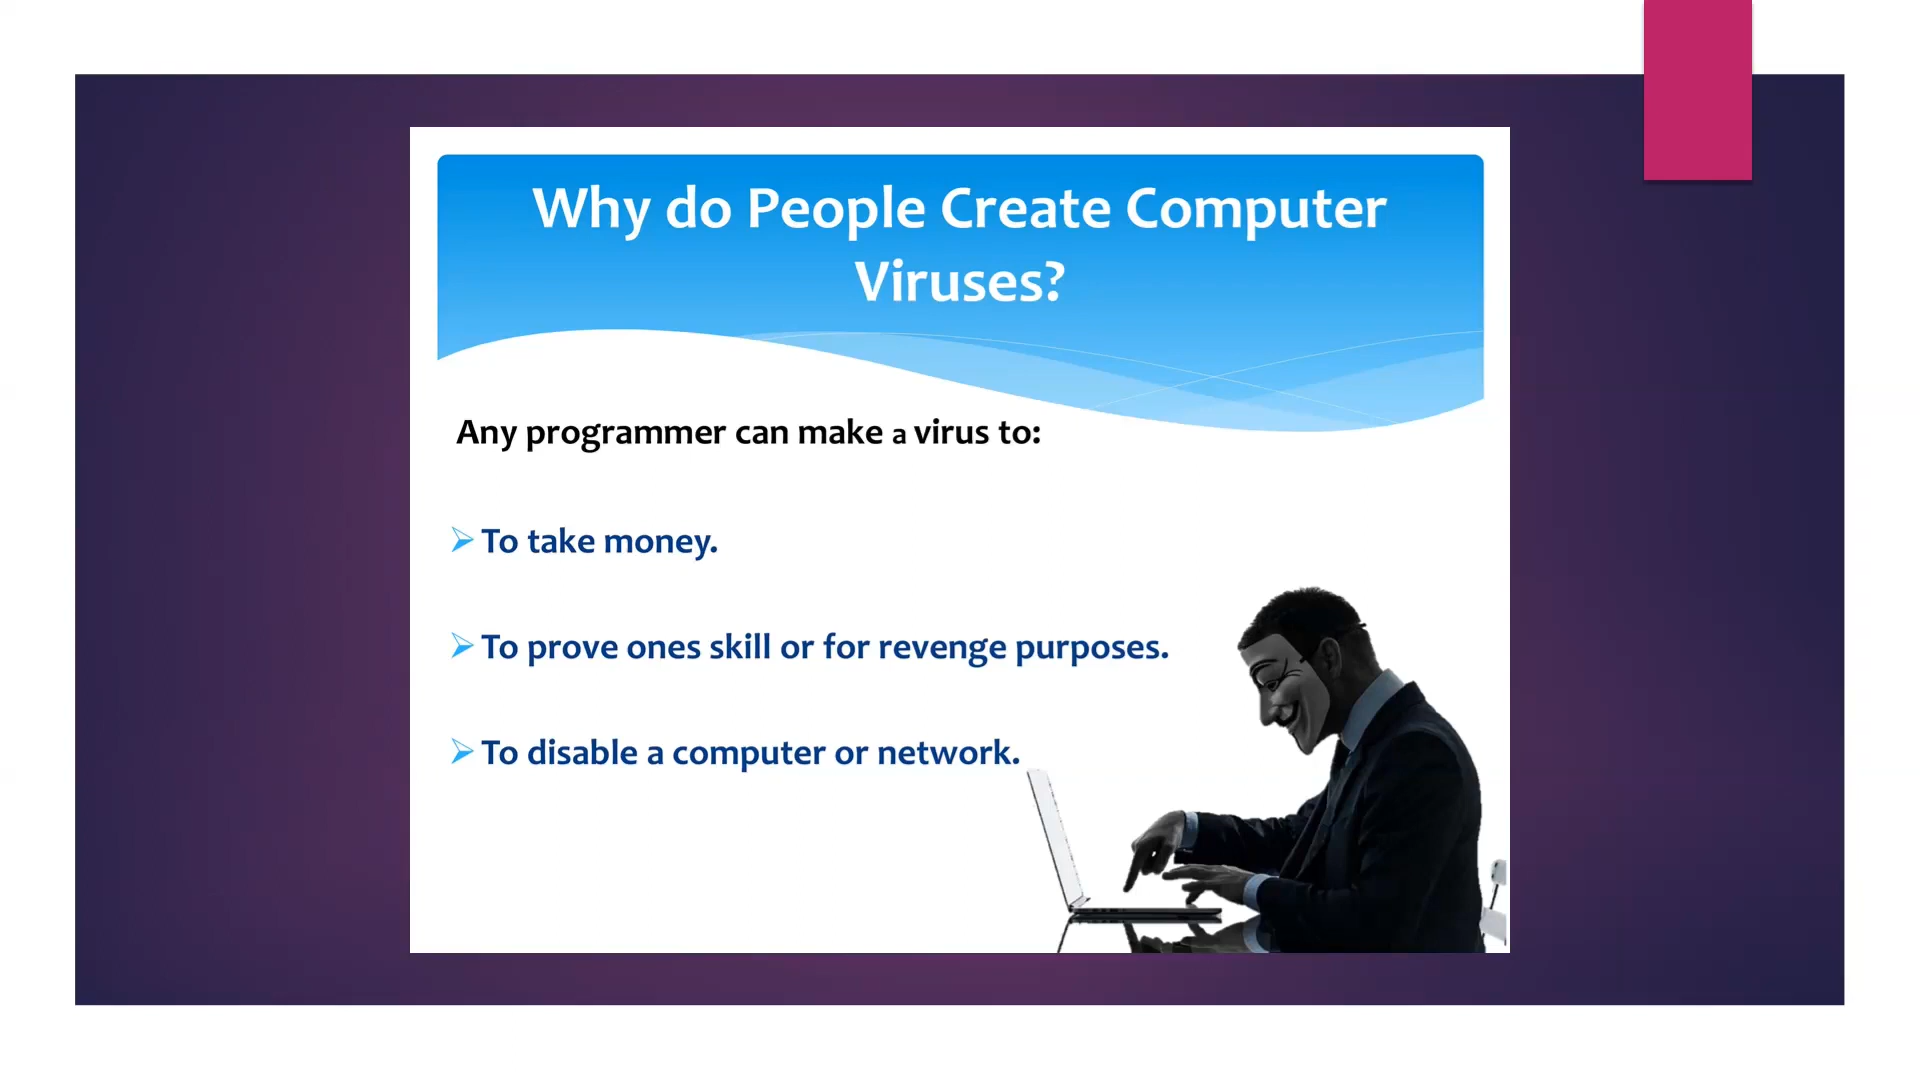 Why do People Create Computer
Viruses?
Any programmer can make a virus to:
To take money.
To prove ones skill or for revenge purposes.
To disable a computer or network.